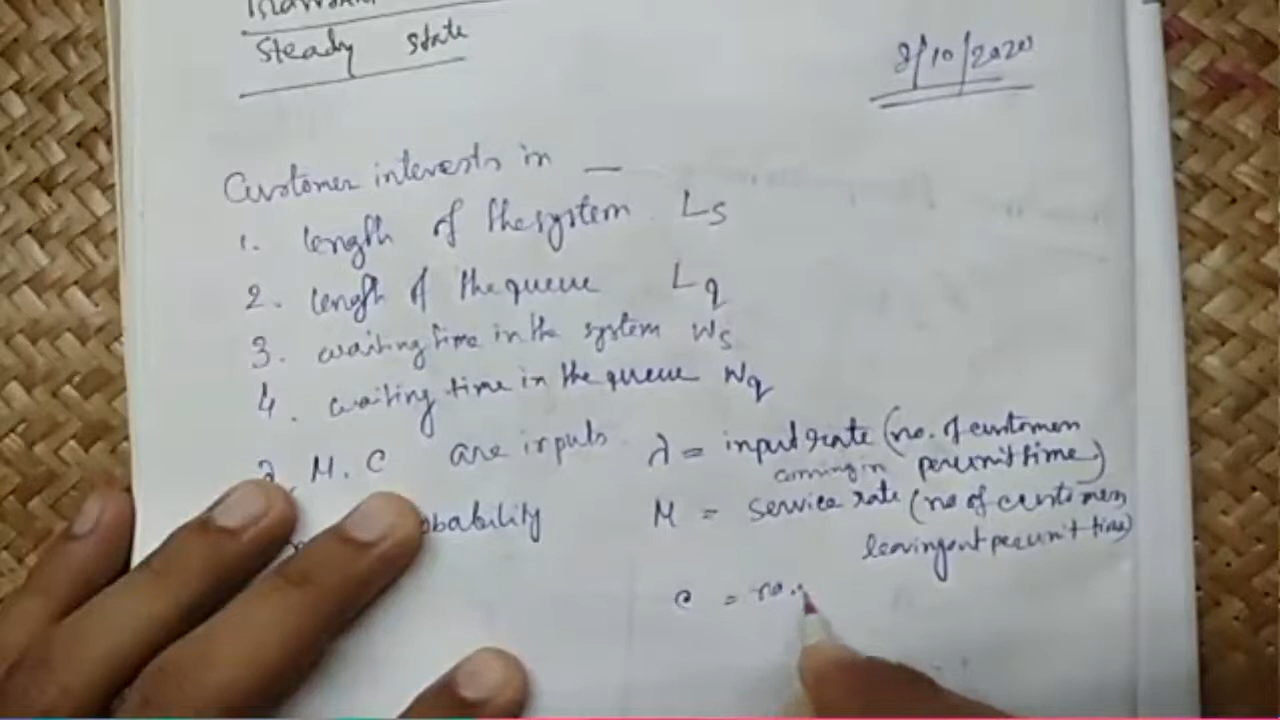 Steady state
8/10/2020
Customer interests in —
1. length of the system Ls
2. length of the queue Lq
3. waiting time in the system Ws
4. waiting time in the queue Wq
λ, M, C are inputs
λ = input rate (no. of customers
coming in per unit time)
obability
M = service rate (no of customers
leaving out per unit time)
c = no.